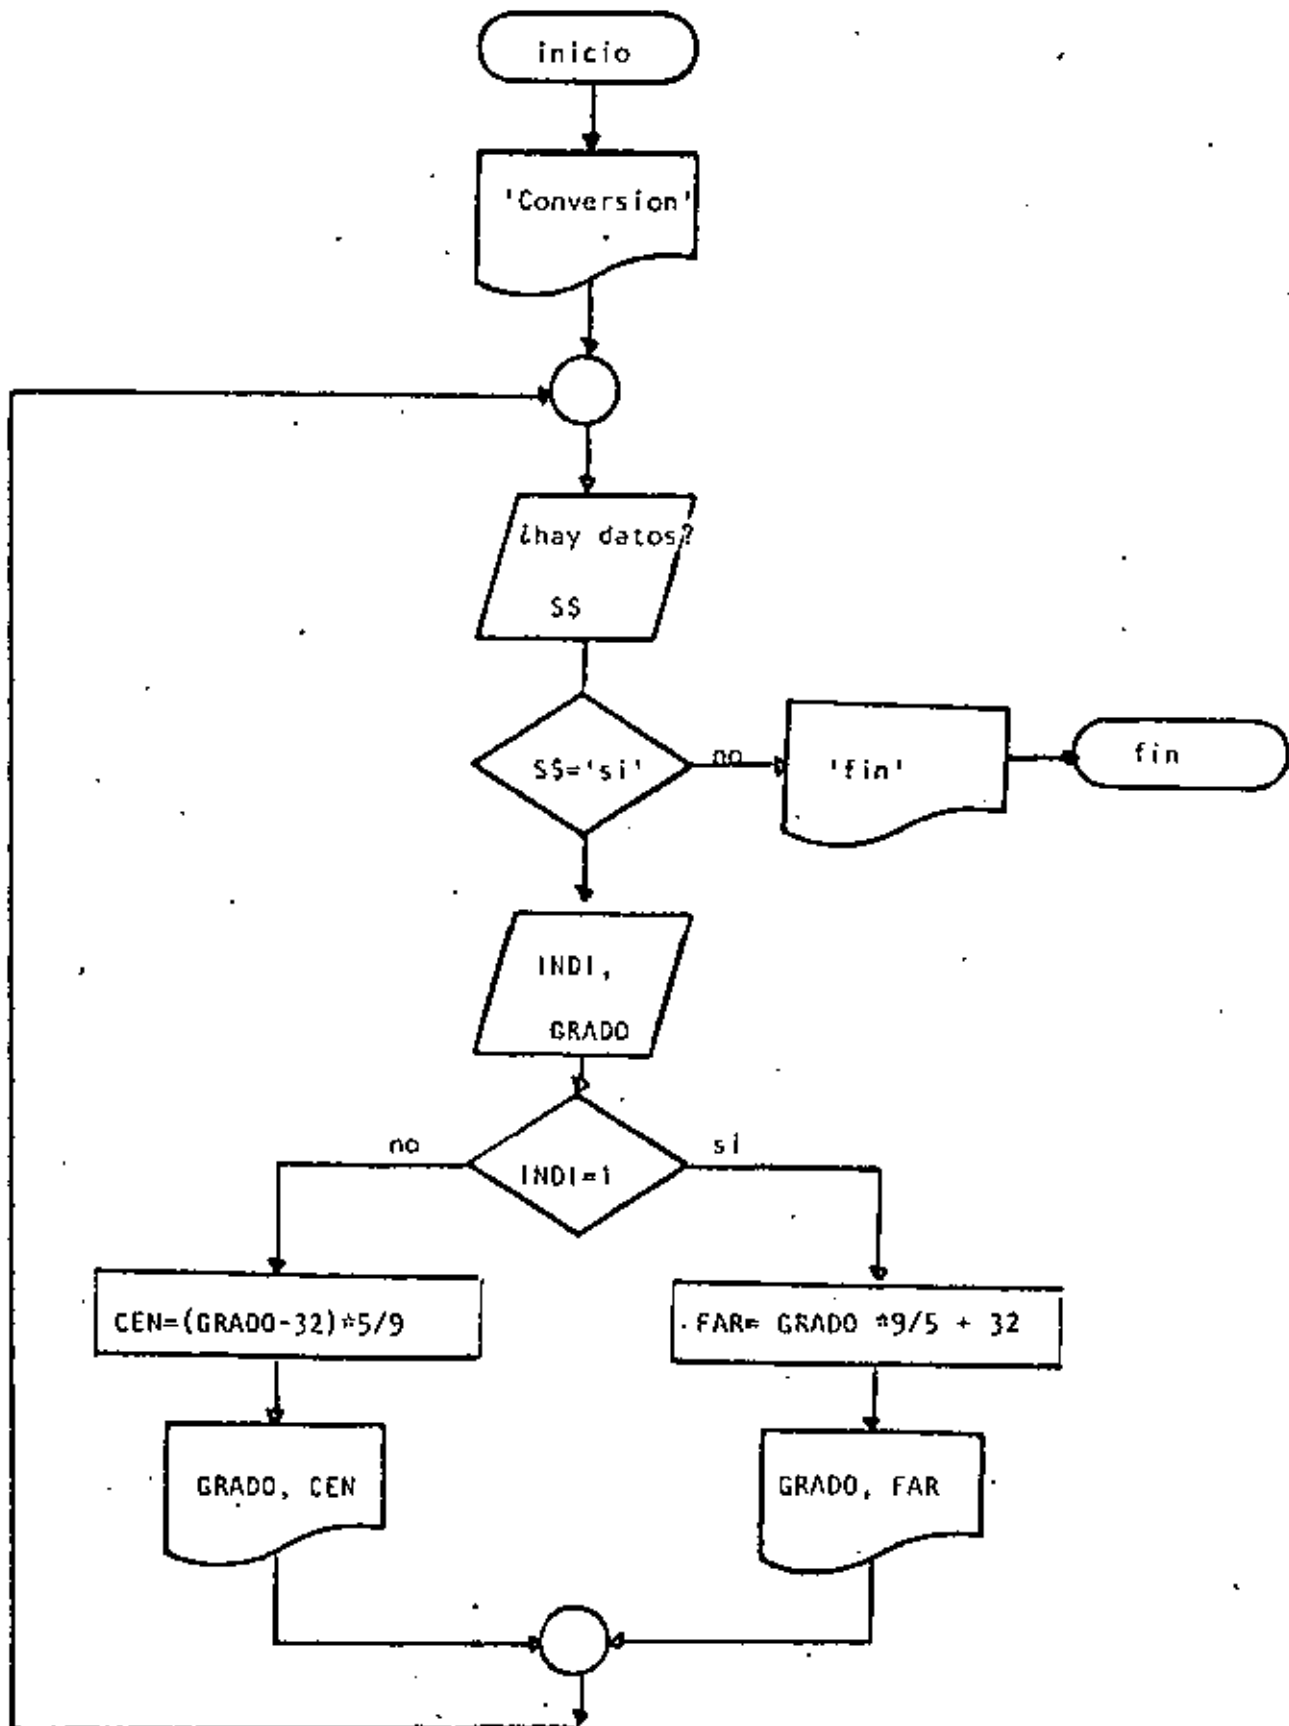 inicio
'Conversion'
¿hay datos?
S$
S$='si'
no
'fin'
fin
INDI,
GRADO
no
INDI=1
si
CEN=(GRADO-32)*5/9
FAR= GRADO *9/5 + 32
GRADO, CEN
GRADO, FAR